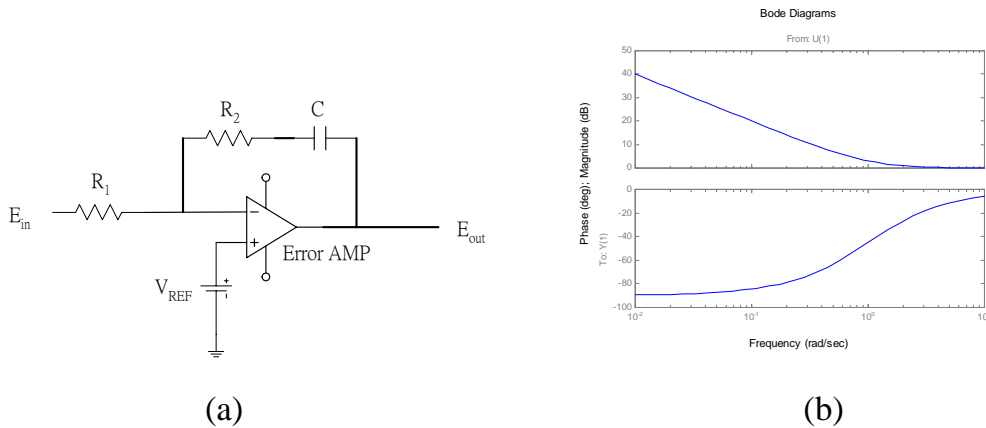 R2
C
R1
Ein
−
+
Error AMP
Eout
VREF
+
-
(a)
Bode Diagrams
From: U(1)
50
40
30
20
10
0
0
-20
-40
-60
-80
-100
10-2
10-1
100
10
Phase (deg); Magnitude (dB)
To: Y(1)
Frequency (rad/sec)
(b)